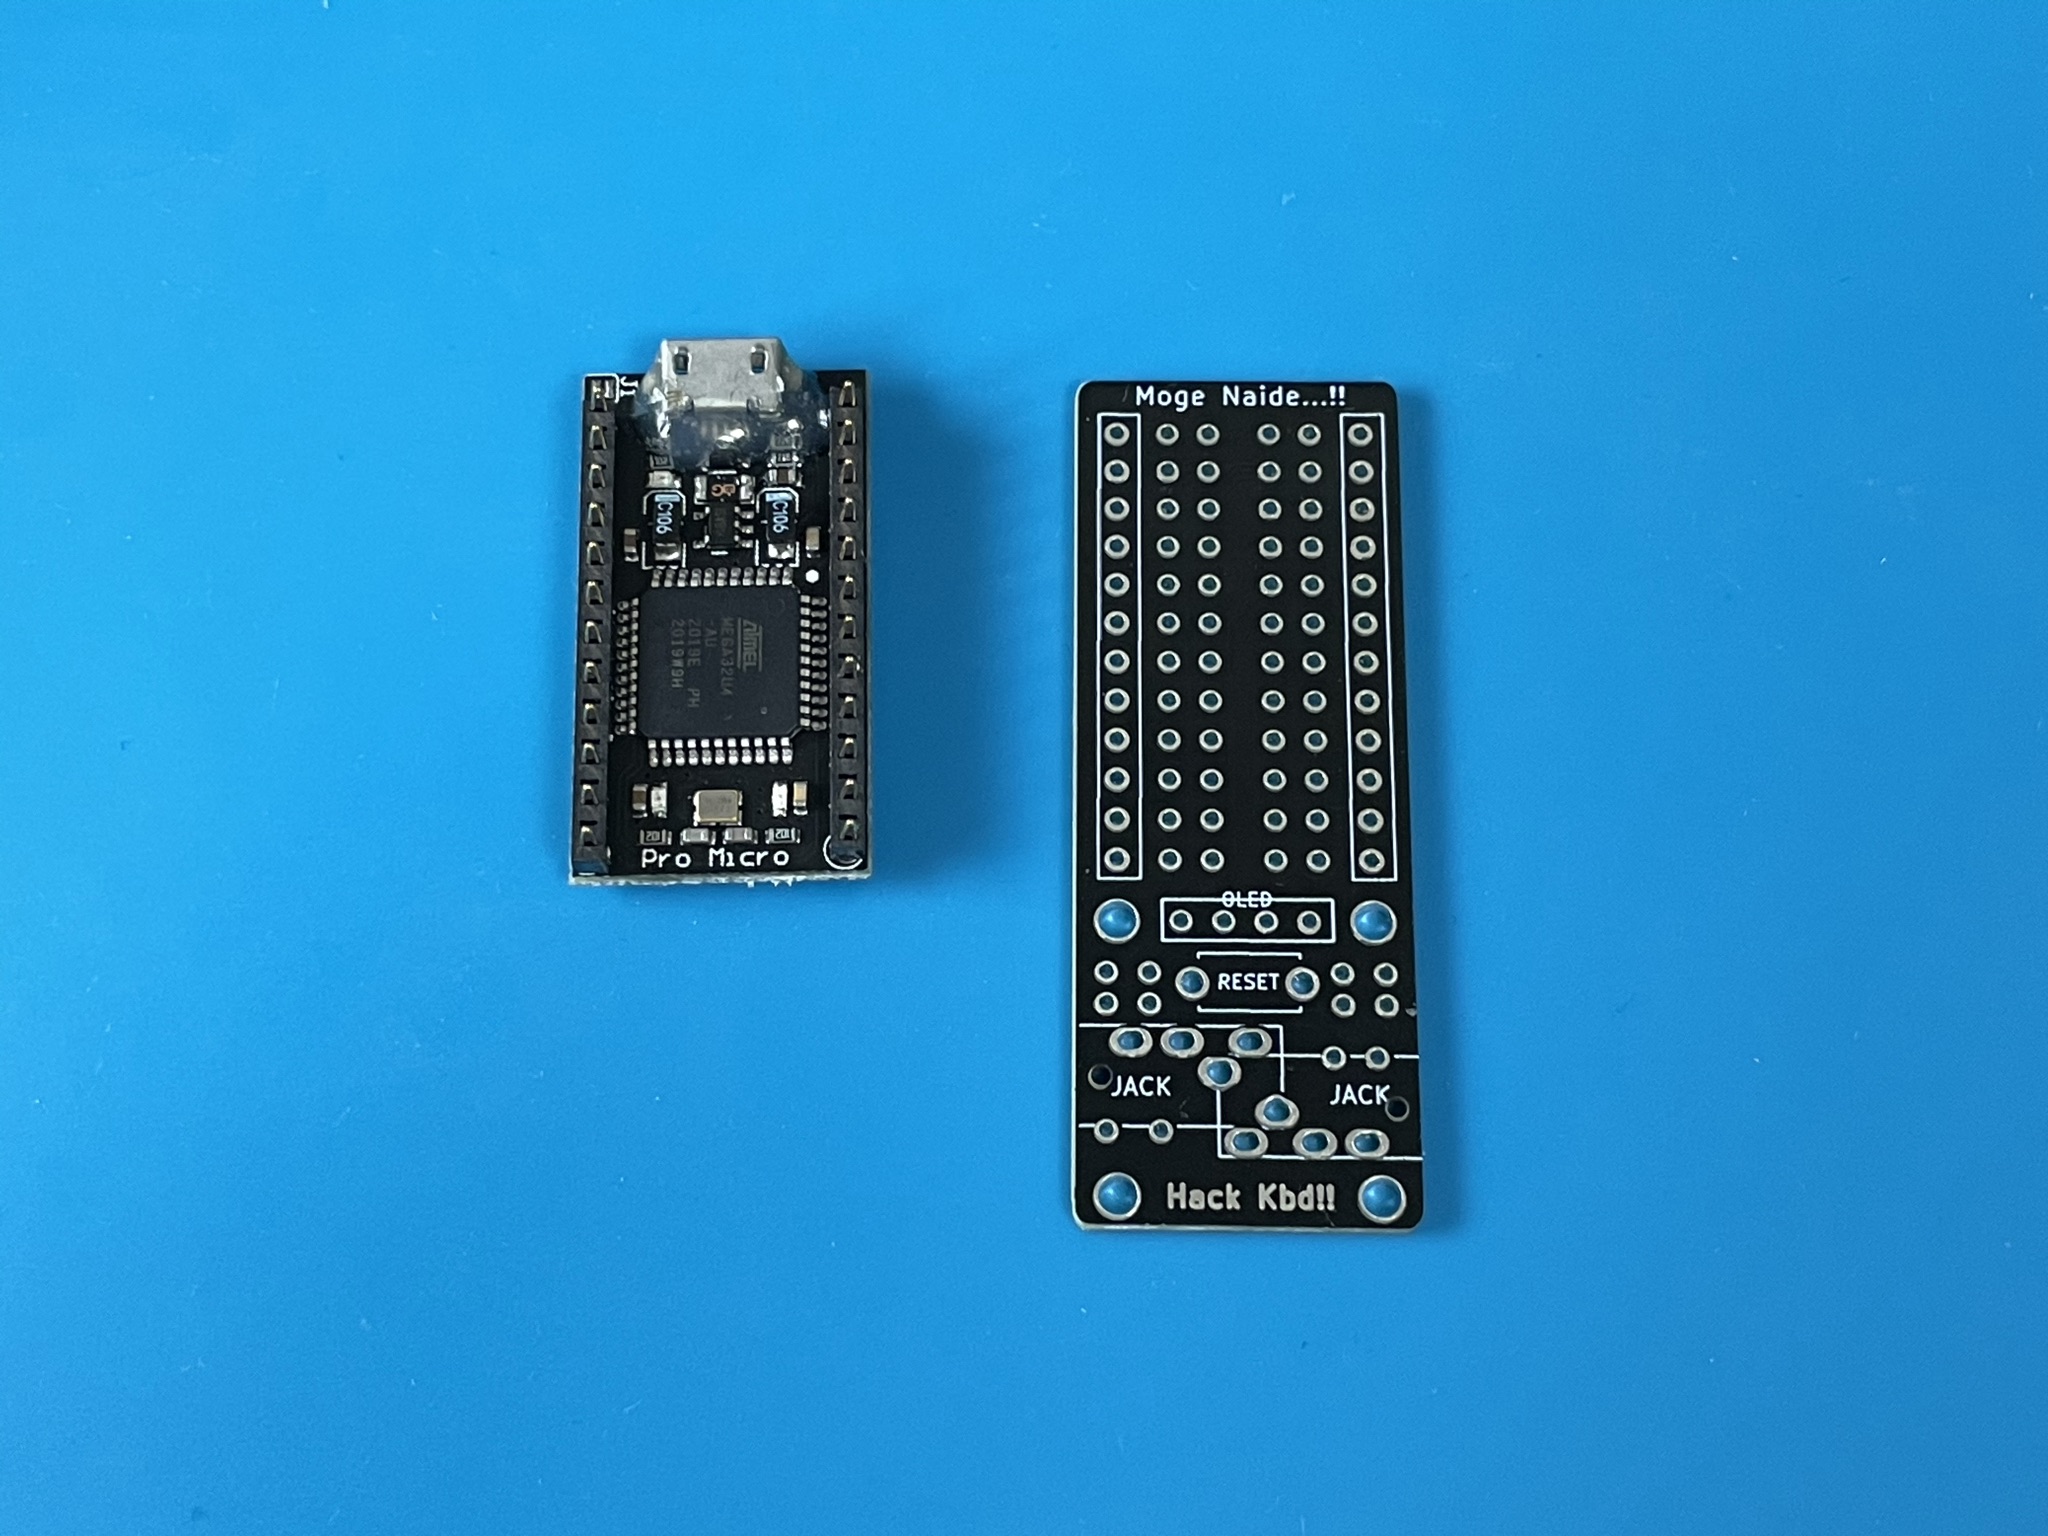 J1
C106
C106
ATMEL
MEGA32U4
-AU
2019E PH
2019W9H
Pro Micro
Moge Naide...!!
OLED
RESET
JACK
JACK
Hack Kbd!!